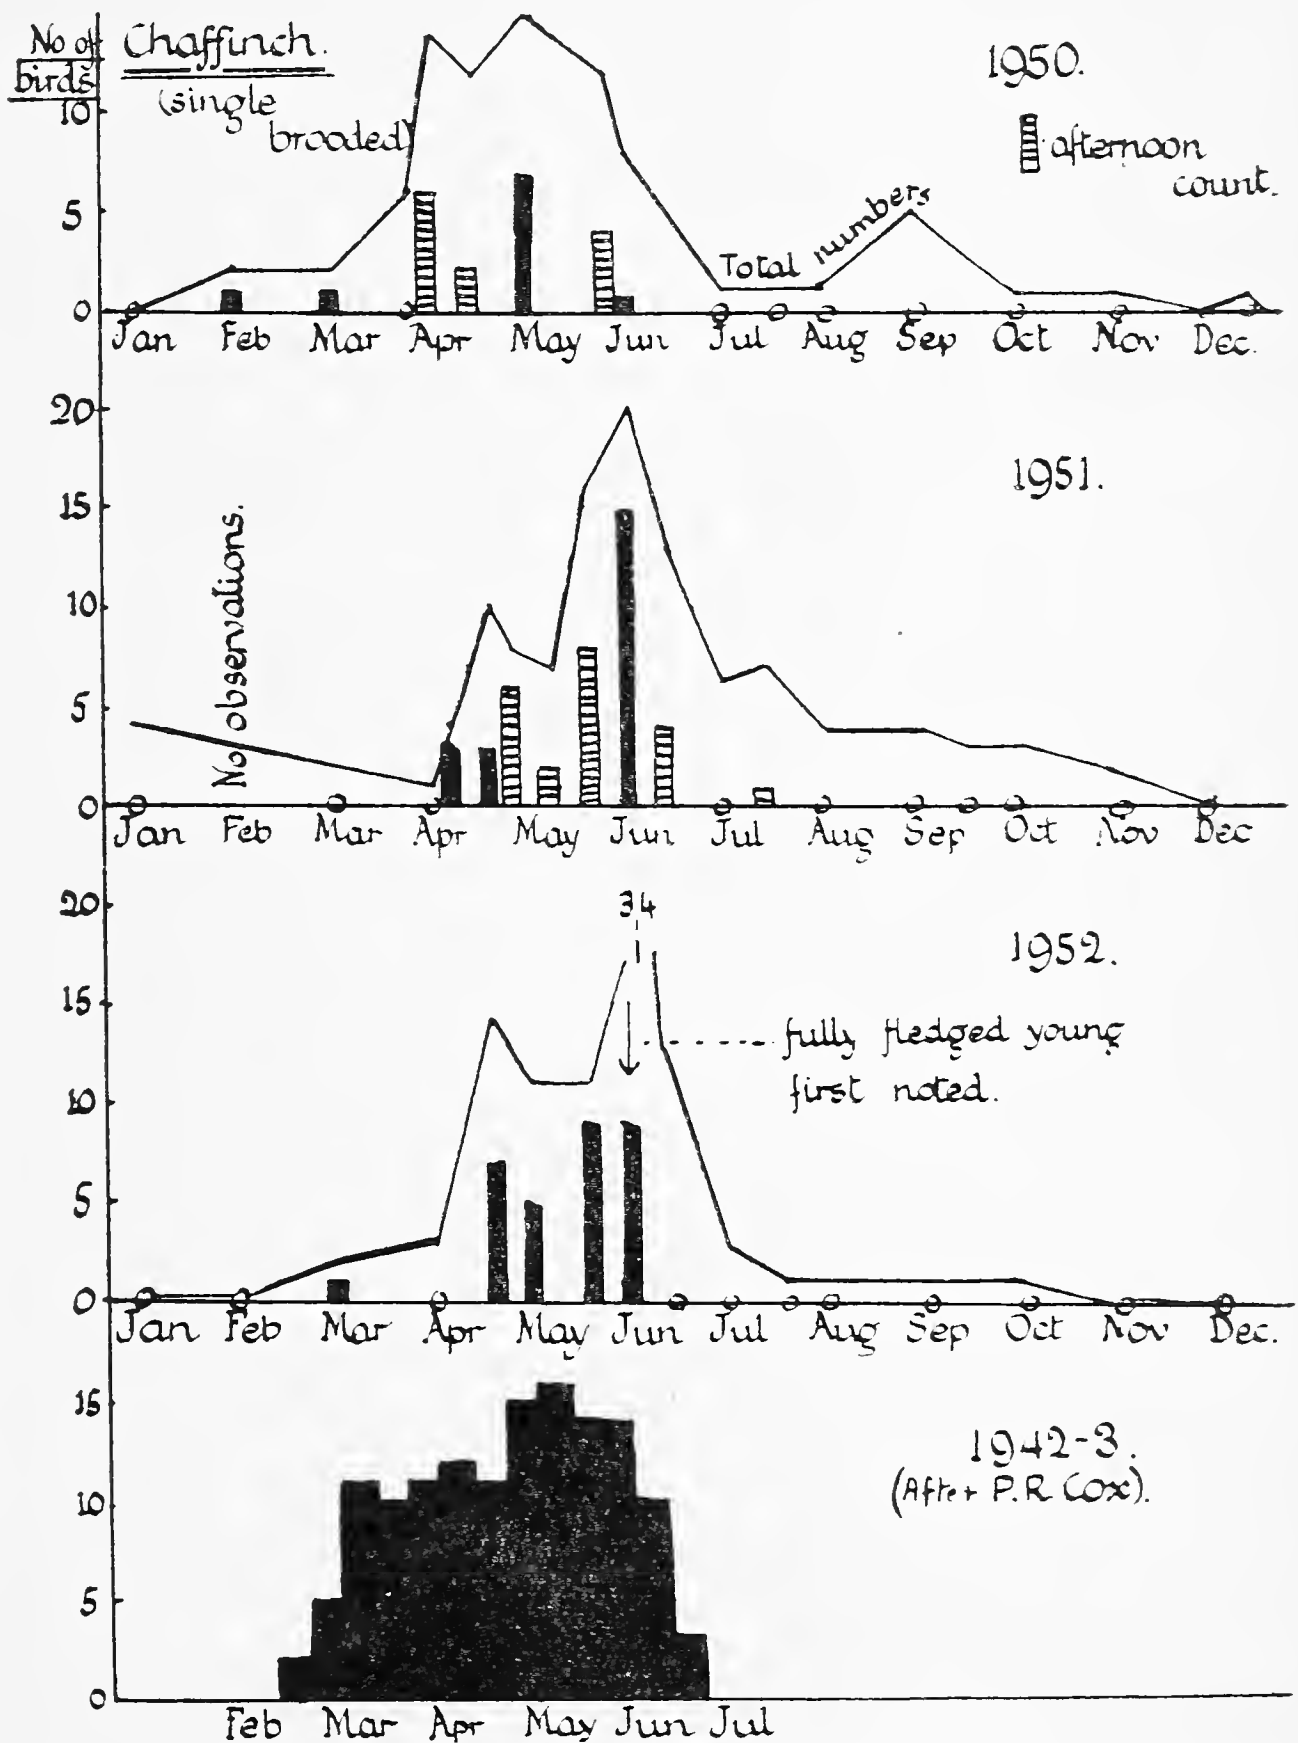 No of
birds
Chaffinch.
(single
brooded)
1950.
afternoon
count.
10
5
0
Total numbers
Jan Feb Mar Apr May Jun Jul Aug Sep Oct Nov Dec.
20
15
10
5
0
1951.
No observations.
Jan Feb Mar Apr May Jun Jul Aug Sep Oct Nov Dec
20
15
10
5
0
34
1952.
fully fledged young
first noted.
Jan Feb Mar Apr May Jun Jul Aug Sep Oct Nov Dec.
15
10
5
0
1942-3.
(After P.R Cox).
Feb Mar Apr May Jun Jul